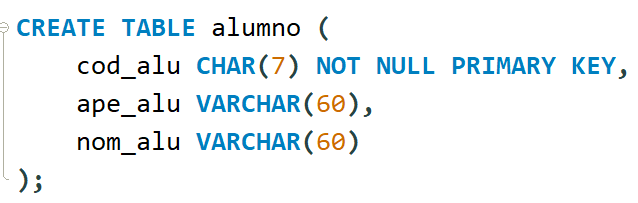 CREATE TABLE alumno (
    cod_alu CHAR(7) NOT NULL PRIMARY KEY,
    ape_alu VARCHAR(60),
    nom_alu VARCHAR(60)
);